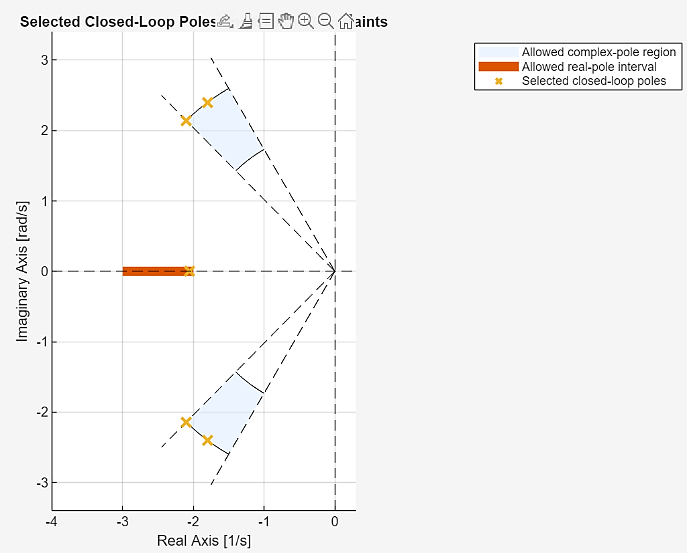 Selected Closed-Loop Poles aints
Allowed complex-pole region
Allowed real-pole interval
Selected closed-loop poles
Imaginary Axis [rad/s]
3
2
1
0
-1
-2
-3
-4 -3 -2 -1 0
Real Axis [1/s]